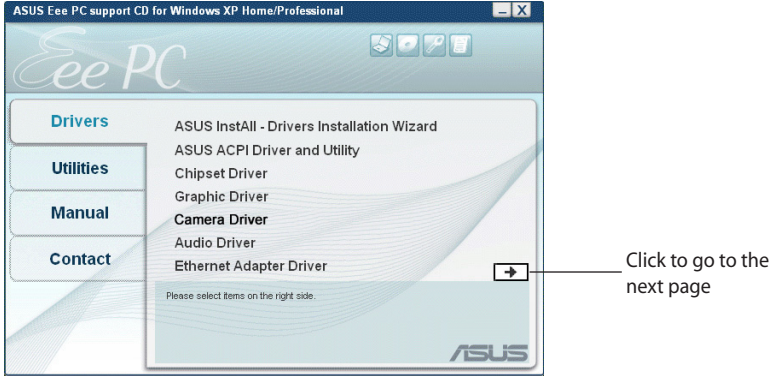 ASUS Eee PC support CD for Windows XP Home/Professional
Eee PC
Drivers
Utilities
Manual
Contact
ASUS InstAll - Drivers Installation Wizard
ASUS ACPI Driver and Utility
Chipset Driver
Graphic Driver
Camera Driver
Audio Driver
Ethernet Adapter Driver
Please select items on the right side.
ASUS
Click to go to the
next page